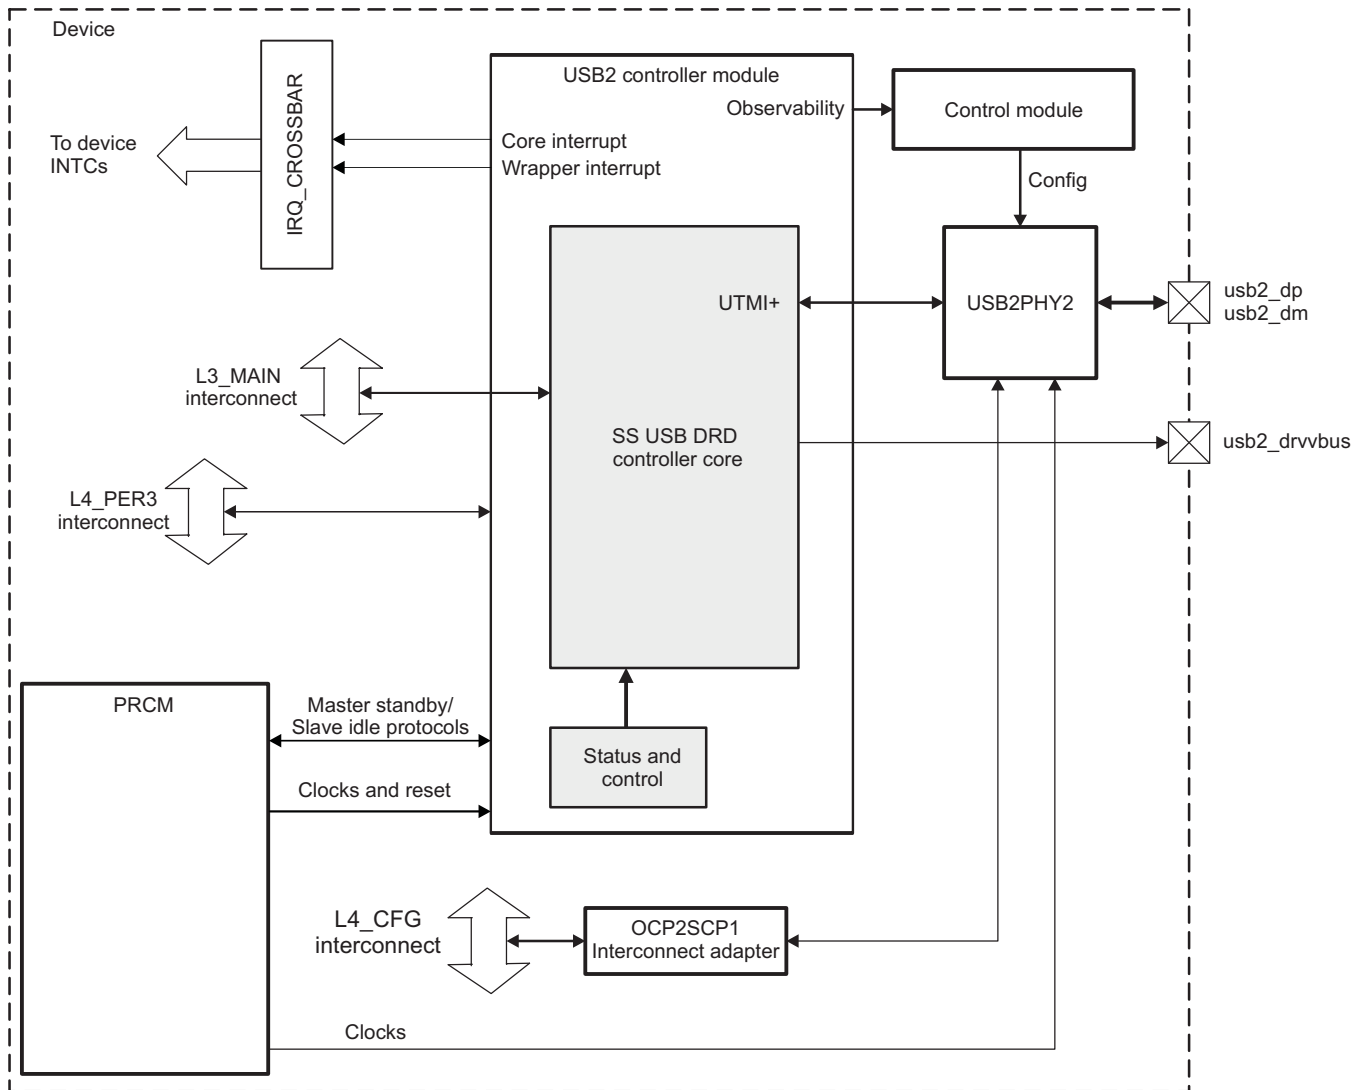 Device
USB2 controller module
Observability
Control module
To device
INTCs
IRQ_CROSSBAR
Core interrupt
Wrapper interrupt
Config
UTMI+
USB2PHY2
usb2_dp
usb2_dm
L3_MAIN
interconnect
SS USB DRD
controller core
usb2_drvvbus
L4_PER3
interconnect
PRCM
Master standby/
Slave idle protocols
Status and
control
Clocks and reset
L4_CFG
interconnect
OCP2SCP1
Interconnect adapter
Clocks